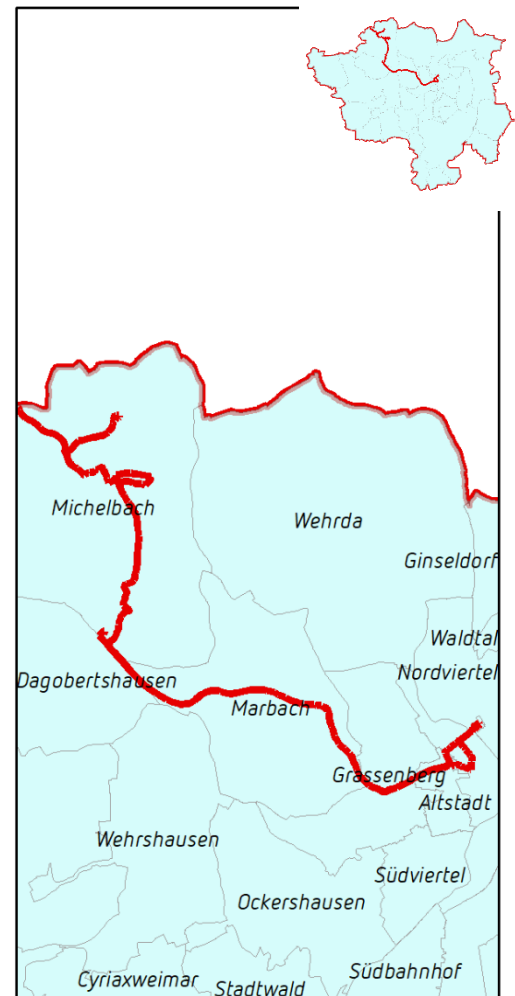 Michelbach
Wehrda
Ginseldorf
Waldtal
Nordviertel
Dagobertshausen
Marbach
Grassenberg
Altstadt
Wehrshausen
Südviertel
Ockershausen
Südbahnhof
Cyriaxweimar
Stadtwald